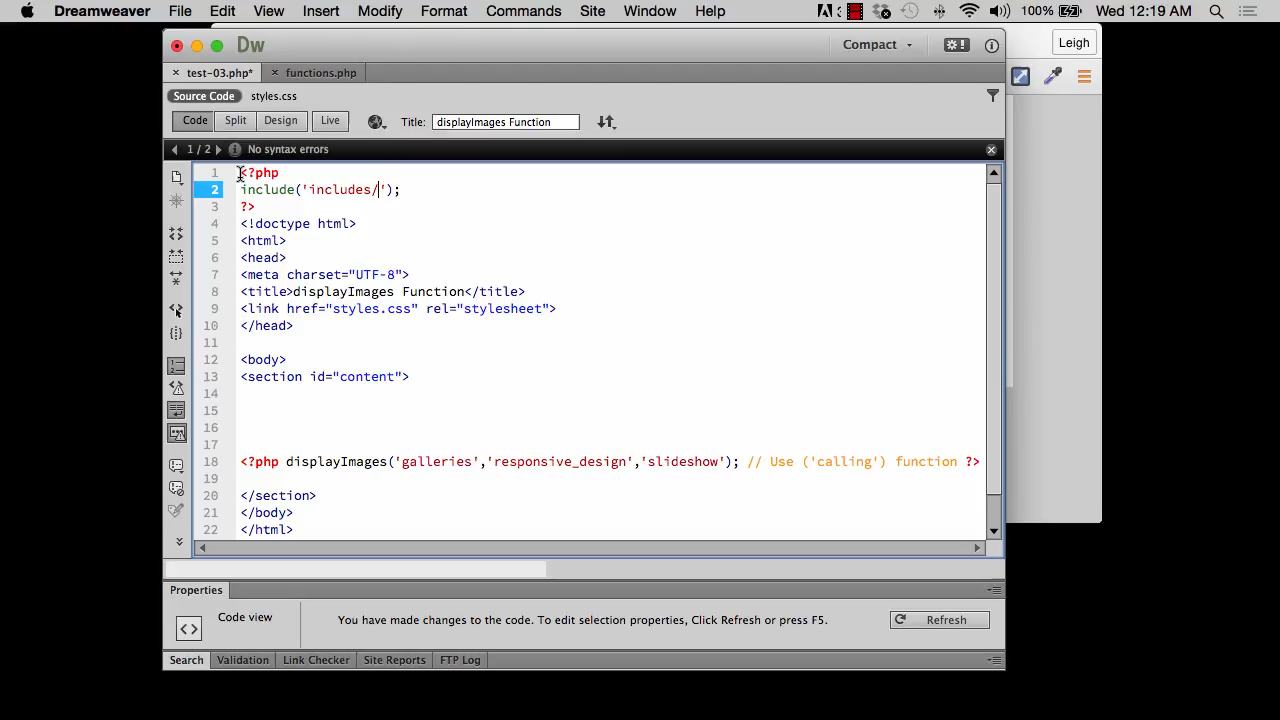 Dreamweaver File Edit View Insert Modify Format Commands Site Window Help 3 100% Wed 12:19 AM
Dw Compact Leigh
test-03.php* functions.php
Source Code styles.css
Code Split Design Live Title: displayImages Function
1 / 2 No syntax errors
1 <?php
2 include('includes/');
3 ?>
4 <!doctype html>
5 <html>
6 <head>
7 <meta charset="UTF-8">
8 <title>displayImages Function</title>
9 <link href="styles.css" rel="stylesheet">
10 </head>
11
12 <body>
13 <section id="content">
14
15
16
17
18 <?php displayImages('galleries','responsive_design','slideshow'); // Use ('calling') function ?>
19
20 </section>
21 </body>
22 </html>
Properties
Code view You have made changes to the code. To edit selection properties, Click Refresh or press F5. Refresh
Search Validation Link Checker Site Reports FTP Log